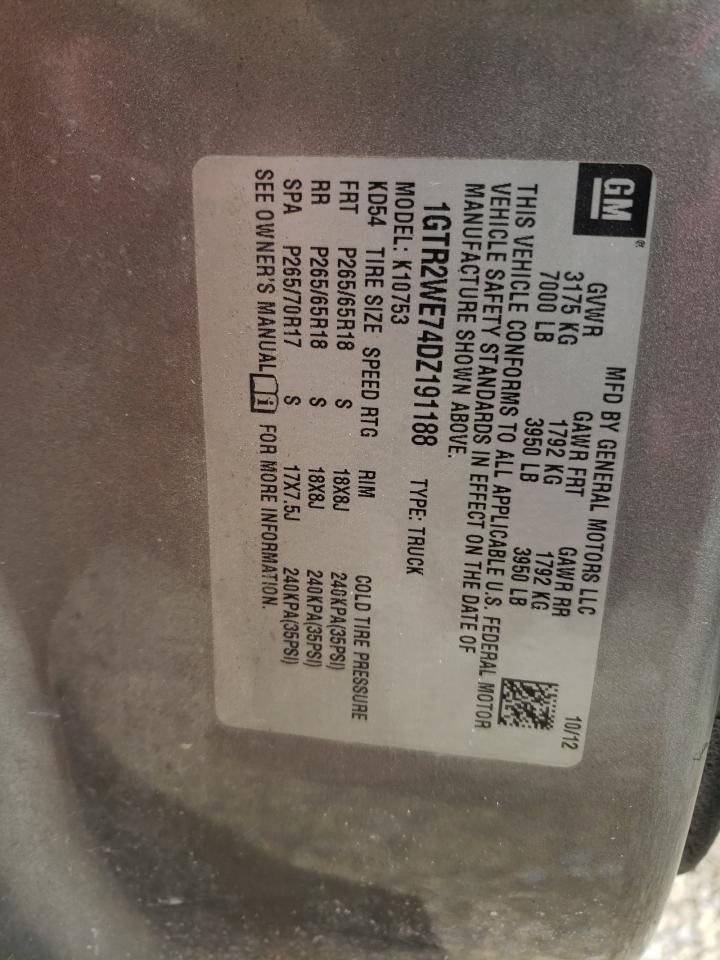 GM ®
MFD BY GENERAL MOTORS LLC 10/12
GVWR GAWR FRT GAWR RR
3175 KG 1792 KG 1792 KG
7000 LB 3950 LB 3950 LB
THIS VEHICLE CONFORMS TO ALL APPLICABLE U.S. FEDERAL MOTOR
VEHICLE SAFETY STANDARDS IN EFFECT ON THE DATE OF
MANUFACTURE SHOWN ABOVE.
1GTR2WE74DZ191188 TYPE: TRUCK
MODEL: K10753
KD54 TIRE SIZE SPEED RTG RIM COLD TIRE PRESSURE
FRT P265/65R18 S 18X8J 240KPA(35PSI)
RR P265/65R18 S 18X8J 240KPA(35PSI)
SPA P265/70R17 S 17X7.5J 240KPA(35PSI)
SEE OWNER'S MANUAL FOR MORE INFORMATION.